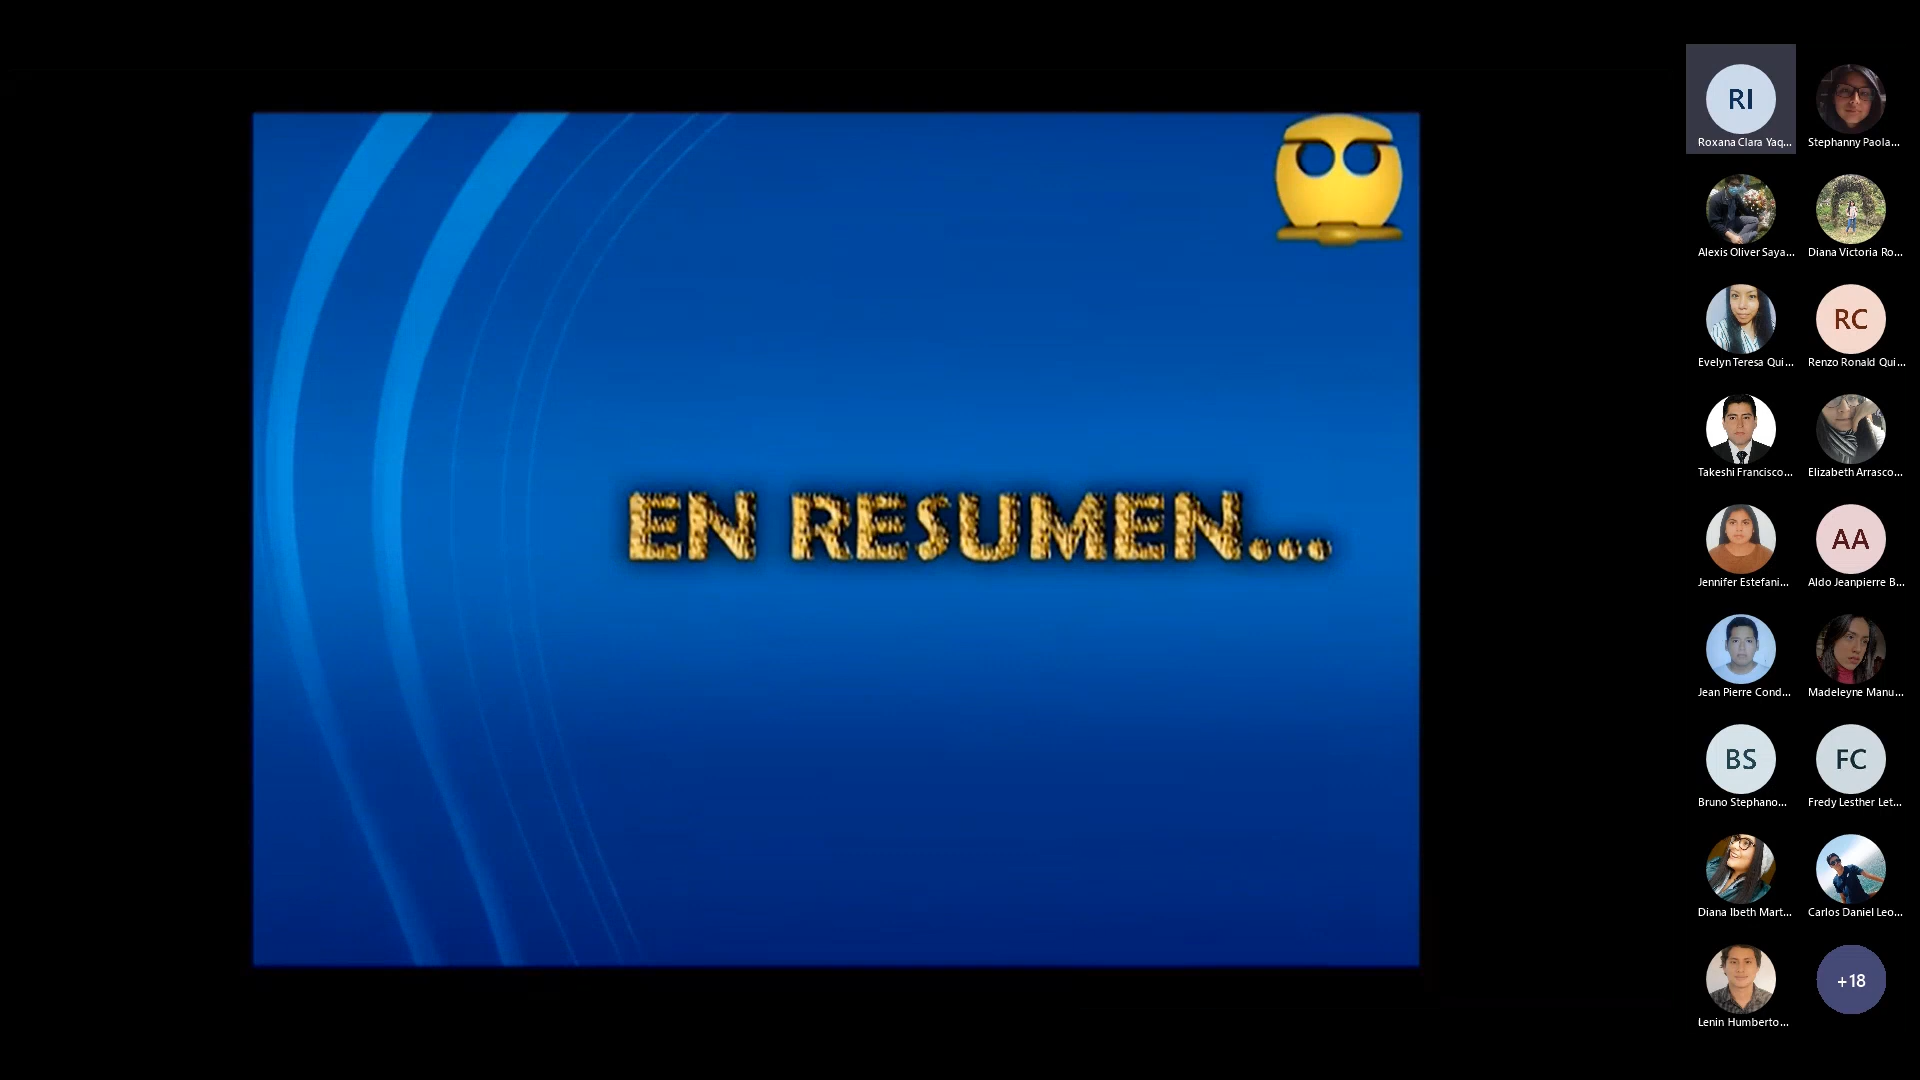 EN RESUMEN...
RI
Roxana Clara Yaq...
Stephanny Paola...
Alexis Oliver Saya...
Diana Victoria Ro...
Evelyn Teresa Qui...
RC
Renzo Ronald Qui...
Takeshi Francisco...
Elizabeth Arrasco...
Jennifer Estefani...
AA
Aldo Jeanpierre B...
Jean Pierre Cond...
Madeleyne Manu...
BS
Bruno Stephano...
FC
Fredy Lesther Let...
Diana Ibeth Mart...
Carlos Daniel Leo...
Lenin Humberto...
+18